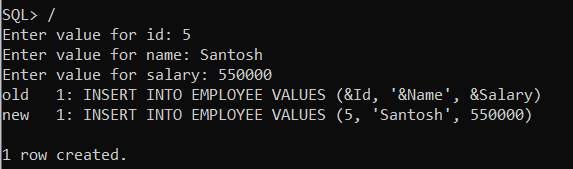 SQL> /
Enter value for id: 5
Enter value for name: Santosh
Enter value for salary: 550000
old   1: INSERT INTO EMPLOYEE VALUES (&Id, '&Name', &Salary)
new   1: INSERT INTO EMPLOYEE VALUES (5, 'Santosh', 550000)
1 row created.